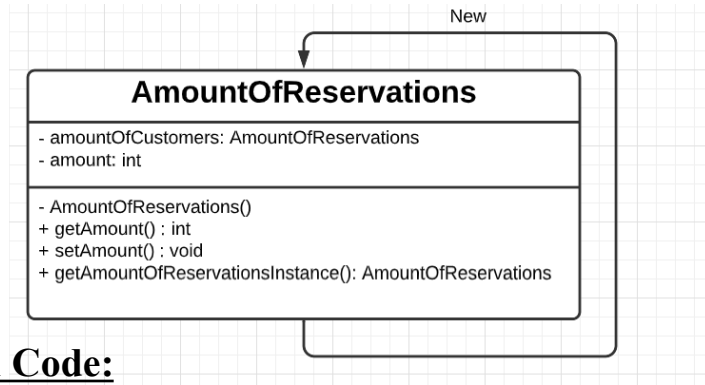 New
AmountOfReservations
- amountOfCustomers: AmountOfReservations
- amount: int
- AmountOfReservations()
+ getAmount() : int
+ setAmount() : void
+ getAmountOfReservationsInstance(): AmountOfReservations
Code: